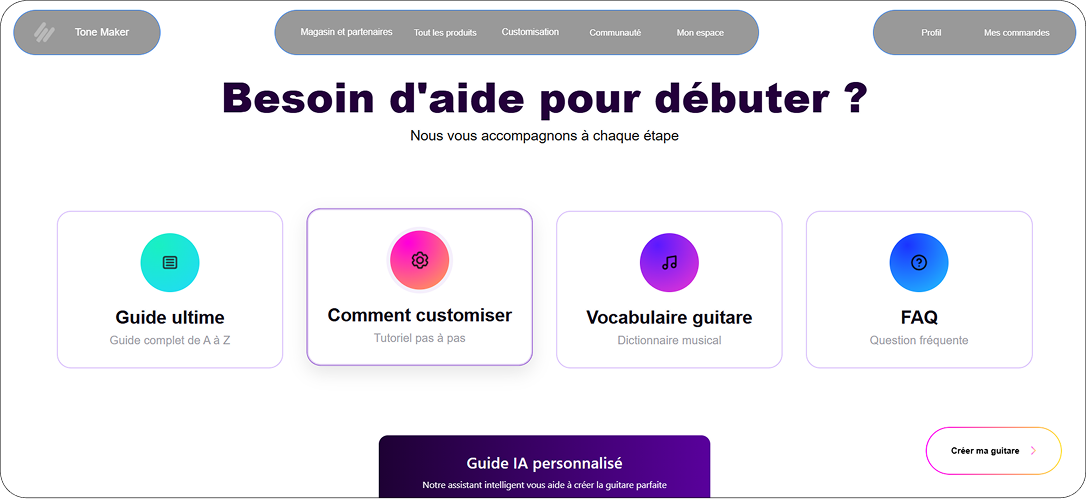 Tone Maker
Magasin et partenaires
Tout les produits
Customisation
Communauté
Mon espace
Profil
Mes commandes
Besoin d'aide pour débuter ?
Nous vous accompagnons à chaque étape
Guide ultime
Guide complet de A à Z
Comment customiser
Tutoriel pas à pas
Vocabulaire guitare
Dictionnaire musical
FAQ
Question fréquente
Créer ma guitare
Guide IA personnalisé
Notre assistant intelligent vous aide à créer la guitare parfaite